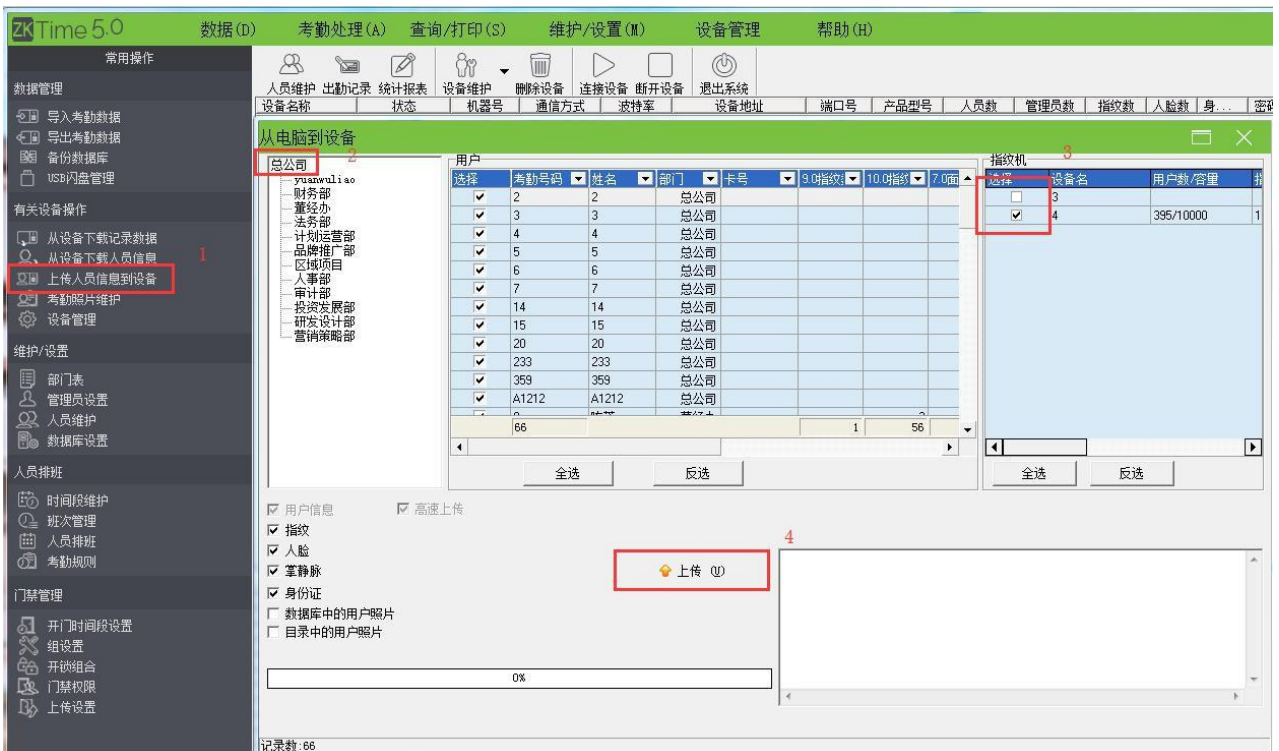 ZKTime 5.0 数据(D) 考勤处理(A) 查询/打印(S) 维护/设置(M) 设备管理 帮助(H)
常用操作
数据管理
导入考勤数据
导出考勤数据
备份数据库
USB闪盘管理
有关设备操作
从设备下载记录数据
从设备下载人员信息
1
上传人员信息到设备
考勤照片维护
设备管理
维护/设置
部门表
管理员设置
人员维护
数据库设置
人员排班
时间段维护
班次管理
人员排班
考勤规则
门禁管理
开门时间段设置
组设置
开锁组合
门禁权限
上传设置
人员维护 出勤记录 统计报表 设备维护 删除设备 连接设备 断开设备 退出系统
设备名称 状态 机器号 通信方式 波特率 设备地址 端口号 产品型号 人员数 管理员数 指纹数 人脸数 身... 密码
从电脑到设备
2
总公司
yuanwuliao
财务部
董经办
法务部
计划运营部
品牌推广部
区域项目
人事部
审计部
投资发展部
研发设计部
营销策略部
用户
选择 考勤号码 姓名 部门 卡号 9.0指纹 10.0指纹 7.0面
2 2 总公司
3 3 总公司
4 4 总公司
5 5 总公司
6 6 总公司
7 7 总公司
14 14 总公司
15 15 总公司
20 20 总公司
233 233 总公司
359 359 总公司
A1212 A1212 总公司
66 1 56
全选 反选
指纹机 3
选择 设备名 用户数/容量 指
3
4 395/10000 1
全选 反选
用户信息 高速上传
指纹
人脸
掌静脉
身份证
数据库中的用户照片
目录中的用户照片
4
上传 (U)
0%
记录数:66